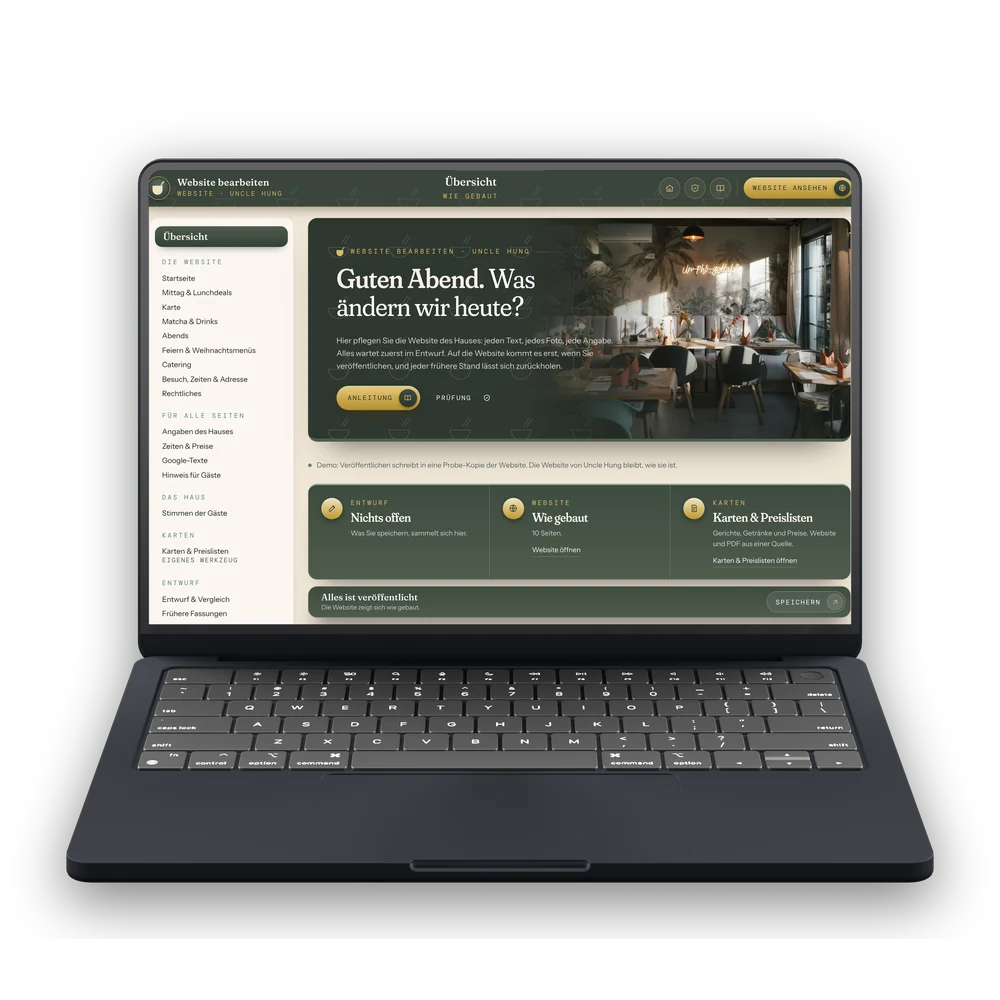 Website bearbeiten
WEBSITE · UNCLE HUNG
Übersicht
WIE GEBAUT
WEBSITE ANSEHEN
Übersicht
DIE WEBSITE
Startseite
Mittag & Lunchdeals
Karte
Matcha & Drinks
Abends
Feiern & Weihnachtsmenüs
Catering
Besuch, Zeiten & Adresse
Rechtliches
FÜR ALLE SEITEN
Angaben des Hauses
Zeiten & Preise
Google-Texte
Hinweis für Gäste
DAS HAUS
Stimmen der Gäste
KARTEN
Karten & Preislisten
EIGENES WERKZEUG
ENTWURF
Entwurf & Vergleich
Frühere Fassungen
WEBSITE BEARBEITEN · UNCLE HUNG
Guten Abend. Was
ändern wir heute?
Hier pflegen Sie die Website des Hauses: jeden Text, jedes Foto, jede Angabe.
Alles wartet zuerst im Entwurf. Auf die Website kommt es erst, wenn Sie
veröffentlichen, und jeder frühere Stand lässt sich zurückholen.
ANLEITUNG
PRÜFUNG
Demo: Veröffentlichen schreibt in eine Probe-Kopie der Website. Die Website von Uncle Hung bleibt, wie sie ist.
ENTWURF
Nichts offen
Was Sie speichern, sammelt sich hier.
WEBSITE
Wie gebaut
10 Seiten.
Website öffnen
KARTEN
Karten & Preislisten
Gerichte, Getränke und Preise. Website
und PDF aus einer Quelle.
Karten & Preislisten öffnen
Alles ist veröffentlicht
Die Website zeigt sich wie gebaut.
SPEICHERN
esc
delete
tab
Q W E R T Y U I O P
caps lock
A S D F G H J K L
return
shift
Z X C V B N M
shift
fn
control
option
command
command
option